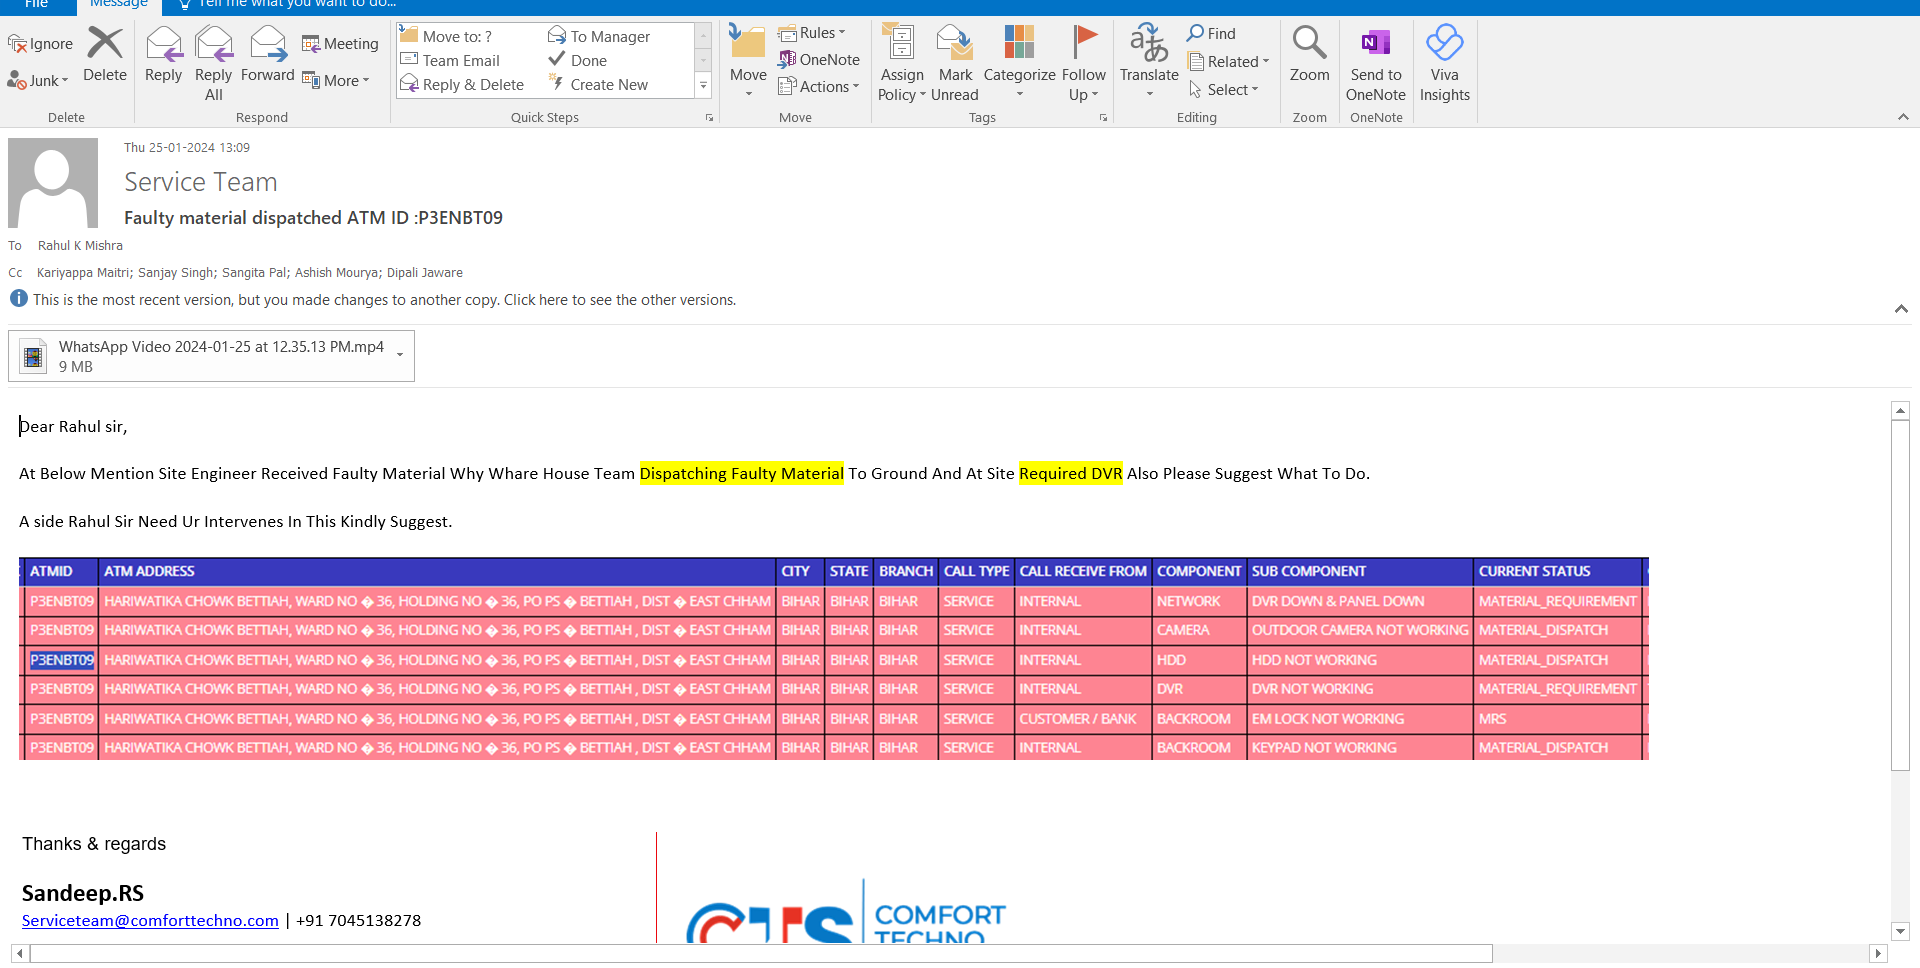 File Message Tell me what you want to do...
Ignore
Junk
Delete
Reply
Reply All
Forward
Meeting
More
Move to: ?
Team Email
Reply & Delete
To Manager
Done
Create New
Move
Rules
OneNote
Actions
Assign Policy
Mark Unread
Categorize
Follow Up
Translate
Find
Related
Select
Zoom
Send to OneNote
Viva Insights
Delete Respond Quick Steps Move Tags Editing Zoom OneNote
Thu 25-01-2024 13:09
Service Team
Faulty material dispatched ATM ID :P3ENBT09
To Rahul K Mishra
Cc Kariyappa Maitri; Sanjay Singh; Sangita Pal; Ashish Mourya; Dipali Jaware
This is the most recent version, but you made changes to another copy. Click here to see the other versions.
WhatsApp Video 2024-01-25 at 12.35.13 PM.mp4
9 MB
Dear Rahul sir,
At Below Mention Site Engineer Received Faulty Material Why Whare House Team Dispatching Faulty Material To Ground And At Site Required DVR Also Please Suggest What To Do.
A side Rahul Sir Need Ur Intervenes In This Kindly Suggest.
ATMID ATM ADDRESS CITY STATE BRANCH CALL TYPE CALL RECEIVE FROM COMPONENT SUB COMPONENT CURRENT STATUS
P3ENBT09 HARIWATIKA CHOWK BETTIAH, WARD NO � 36, HOLDING NO � 36, PO PS � BETTIAH , DIST � EAST CHHAM BIHAR BIHAR BIHAR SERVICE INTERNAL NETWORK DVR DOWN & PANEL DOWN MATERIAL_REQUIREMENT
P3ENBT09 HARIWATIKA CHOWK BETTIAH, WARD NO � 36, HOLDING NO � 36, PO PS � BETTIAH , DIST � EAST CHHAM BIHAR BIHAR BIHAR SERVICE INTERNAL CAMERA OUTDOOR CAMERA NOT WORKING MATERIAL_DISPATCH
P3ENBT09 HARIWATIKA CHOWK BETTIAH, WARD NO � 36, HOLDING NO � 36, PO PS � BETTIAH , DIST � EAST CHHAM BIHAR BIHAR BIHAR SERVICE INTERNAL HDD HDD NOT WORKING MATERIAL_DISPATCH
P3ENBT09 HARIWATIKA CHOWK BETTIAH, WARD NO � 36, HOLDING NO � 36, PO PS � BETTIAH , DIST � EAST CHHAM BIHAR BIHAR BIHAR SERVICE INTERNAL DVR DVR NOT WORKING MATERIAL_REQUIREMENT
P3ENBT09 HARIWATIKA CHOWK BETTIAH, WARD NO � 36, HOLDING NO � 36, PO PS � BETTIAH , DIST � EAST CHHAM BIHAR BIHAR BIHAR SERVICE CUSTOMER / BANK BACKROOM EM LOCK NOT WORKING MRS
P3ENBT09 HARIWATIKA CHOWK BETTIAH, WARD NO � 36, HOLDING NO � 36, PO PS � BETTIAH , DIST � EAST CHHAM BIHAR BIHAR BIHAR SERVICE INTERNAL BACKROOM KEYPAD NOT WORKING MATERIAL_DISPATCH
Thanks & regards
Sandeep.RS
Serviceteam@comforttechno.com | +91 7045138278
CTS COMFORT
TECHNO